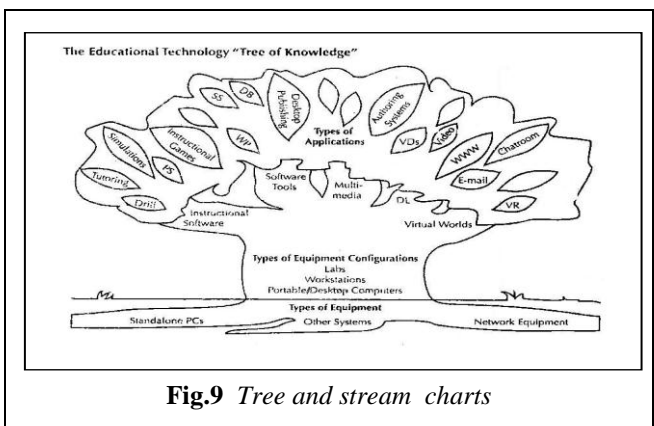 The Educational Technology "Tree of Knowledge"
SS
DB
Desktop
Publishing
Authoring
Systems
Types of
Applications
Simulations
Instructional
Games
WP
VDs
Video
WWW
Chatroom
PS
Tutoring
Drill
E-mail
VR
Software
Tools
Multi-
media
DL
Instructional
Software
Virtual Worlds
Types of Equipment Configurations
Labs
Workstations
Portable/Desktop Computers
Types of Equipment
Standalone PCs
Other Systems
Network Equipment
Fig.9 Tree and stream charts